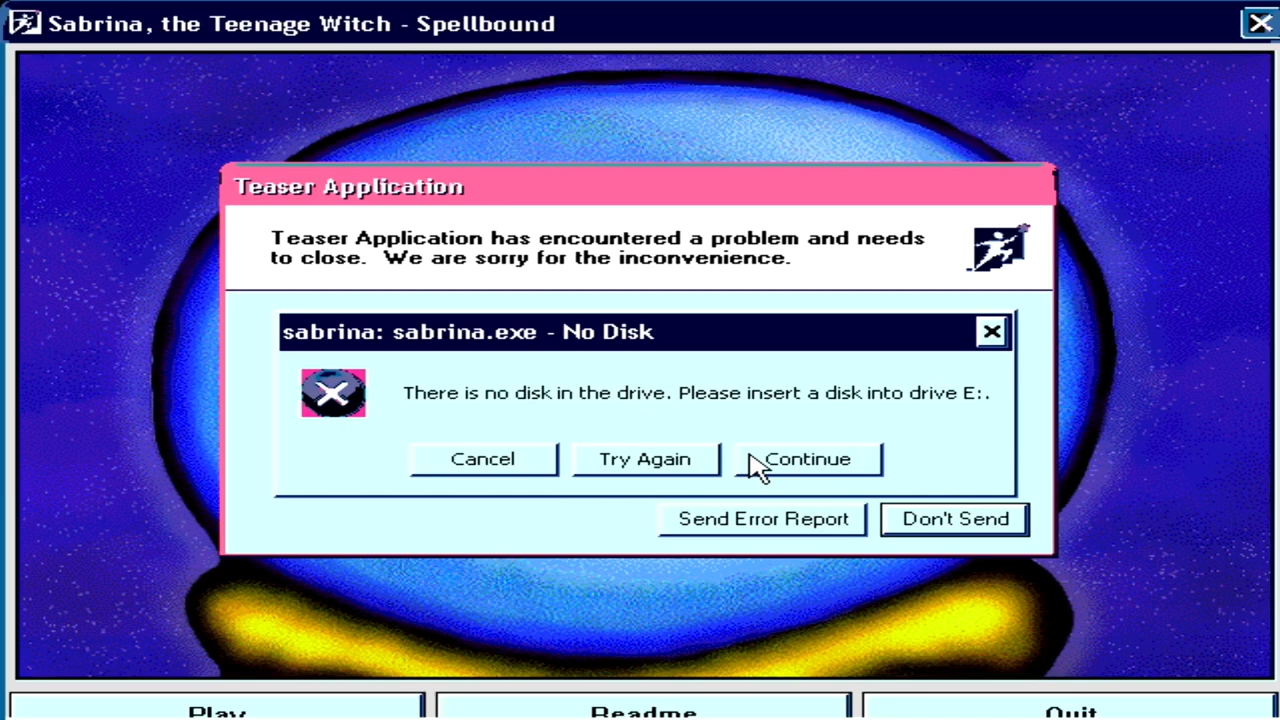 Sabrina, the Teenage Witch - Spellbound
Teaser Application
Teaser Application has encountered a problem and needs
to close.  We are sorry for the inconvenience.
sabrina: sabrina.exe - No Disk
There is no disk in the drive. Please insert a disk into drive E:.
Cancel Try Again Continue
Send Error Report Don't Send
Play Readme Quit